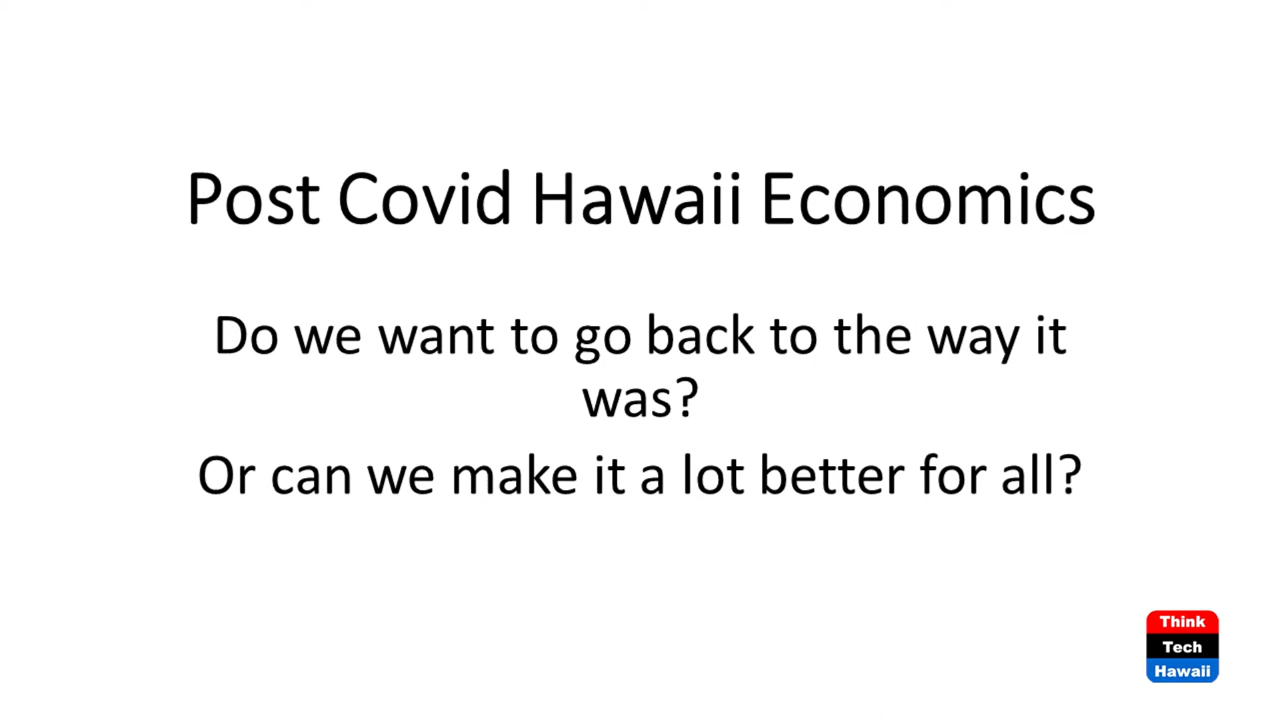 Post Covid Hawaii Economics
Do we want to go back to the way it
was?
Or can we make it a lot better for all?
Think
Tech
Hawaii